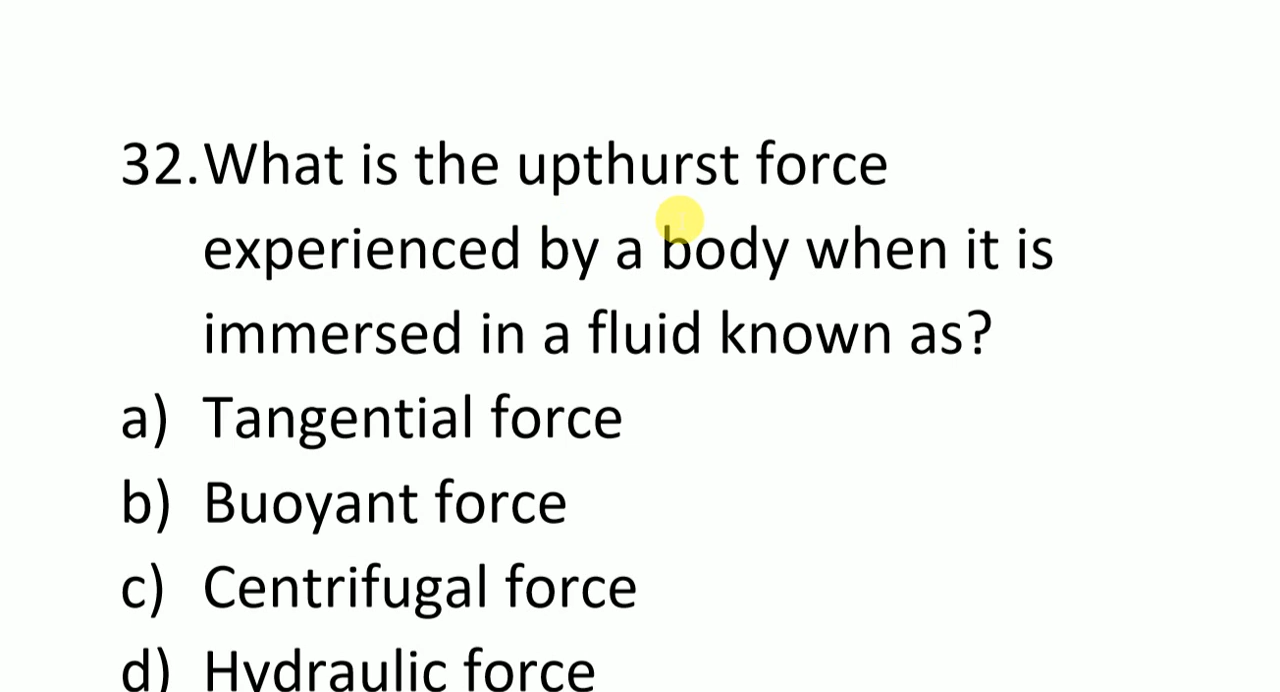 32.What is the upthurst force
experienced by a body when it is
immersed in a fluid known as?
a) Tangential force
b) Buoyant force
c) Centrifugal force
d) Hydraulic force